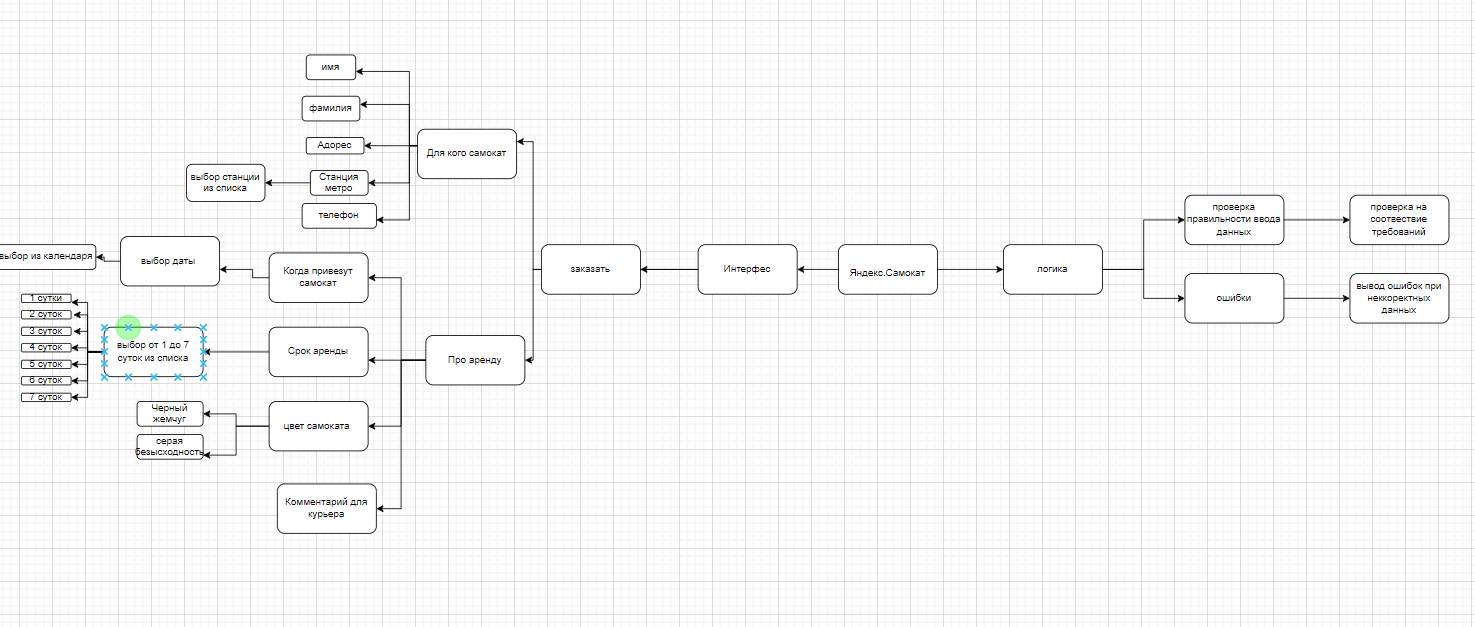 имя
фамилия
Адорес
Для кого самокат
выбор станции
из списка
Станция
метро
телефон
выбор из календаря
выбор даты
Когда привезут
самокат
заказать
Интерфес
Яндекс.Самокат
логика
проверка
правильности ввода
данных
проверка на
соотвествие
требований
ошибки
вывод ошибок при
неккоректных
данных
1 сутки
2 суток
3 суток
4 суток
5 суток
6 суток
7 суток
выбор от 1 до 7
суток из списка
Срок аренды
Про аренду
Черный
жемчуг
серая
безысходность
цвет самоката
Комментарий для
курьера